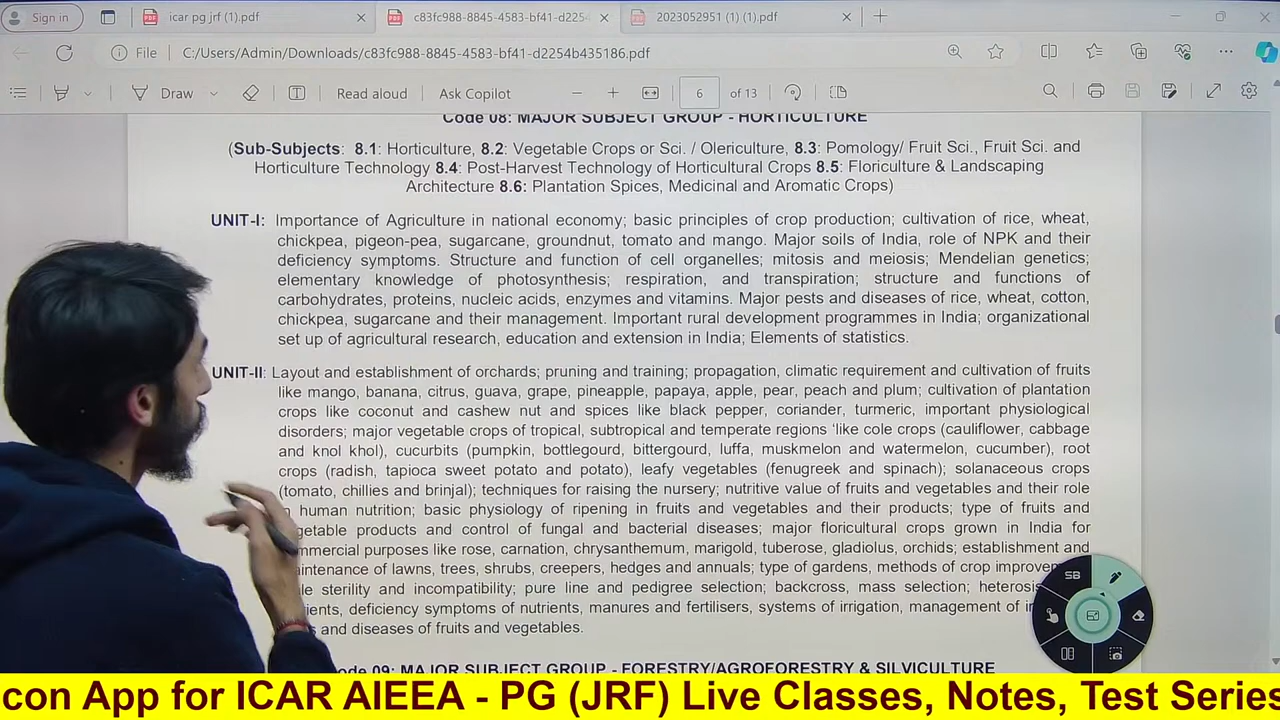 Sign in
icar pg jrf (1).pdf
c83fc988-8845-4583-bf41-d225
2023052951 (1) (1).pdf
File
C:/Users/Admin/Downloads/c83fc988-8845-4583-bf41-d2254b435186.pdf
Draw
Read aloud
Ask Copilot
6 of 13
Code 08: MAJOR SUBJECT GROUP - HORTICULTURE
(Sub-Subjects: 8.1: Horticulture, 8.2: Vegetable Crops or Sci. / Olericulture, 8.3: Pomology/ Fruit Sci., Fruit Sci. and
Horticulture Technology 8.4: Post-Harvest Technology of Horticultural Crops 8.5: Floriculture & Landscaping
Architecture 8.6: Plantation Spices, Medicinal and Aromatic Crops)
UNIT-I: Importance of Agriculture in national economy; basic principles of crop production; cultivation of rice, wheat,
chickpea, pigeon-pea, sugarcane, groundnut, tomato and mango. Major soils of India, role of NPK and their
deficiency symptoms. Structure and function of cell organelles; mitosis and meiosis; Mendelian genetics;
elementary knowledge of photosynthesis; respiration, and transpiration; structure and functions of
carbohydrates, proteins, nucleic acids, enzymes and vitamins. Major pests and diseases of rice, wheat, cotton,
chickpea, sugarcane and their management. Important rural development programmes in India; organizational
set up of agricultural research, education and extension in India; Elements of statistics.
UNIT-II: Layout and establishment of orchards; pruning and training; propagation, climatic requirement and cultivation of fruits
like mango, banana, citrus, guava, grape, pineapple, papaya, apple, pear, peach and plum; cultivation of plantation
crops like coconut and cashew nut and spices like black pepper, coriander, turmeric, important physiological
disorders; major vegetable crops of tropical, subtropical and temperate regions 'like cole crops (cauliflower, cabbage
and knol khol), cucurbits (pumpkin, bottlegourd, bittergourd, luffa, muskmelon and watermelon, cucumber), root
crops (radish, tapioca sweet potato and potato), leafy vegetables (fenugreek and spinach); solanaceous crops
(tomato, chillies and brinjal); techniques for raising the nursery; nutritive value of fruits and vegetables and their role
human nutrition; basic physiology of ripening in fruits and vegetables and their products; type of fruits and
getable products and control of fungal and bacterial diseases; major floricultural crops grown in India for
mmercial purposes like rose, carnation, chrysanthemum, marigold, tuberose, gladiolus, orchids; establishment and
intenance of lawns, trees, shrubs, creepers, hedges and annuals; type of gardens, methods of crop improvem
le sterility and incompatibility; pure line and pedigree selection; backcross, mass selection; heterosis
ients, deficiency symptoms of nutrients, manures and fertilisers, systems of irrigation, management of i
s and diseases of fruits and vegetables.
ode 09: MAJOR SUBJECT GROUP - FORESTRY/AGROFORESTRY & SILVICULTURE
SB
con App for ICAR AIEEA - PG (JRF) Live Classes, Notes, Test Series